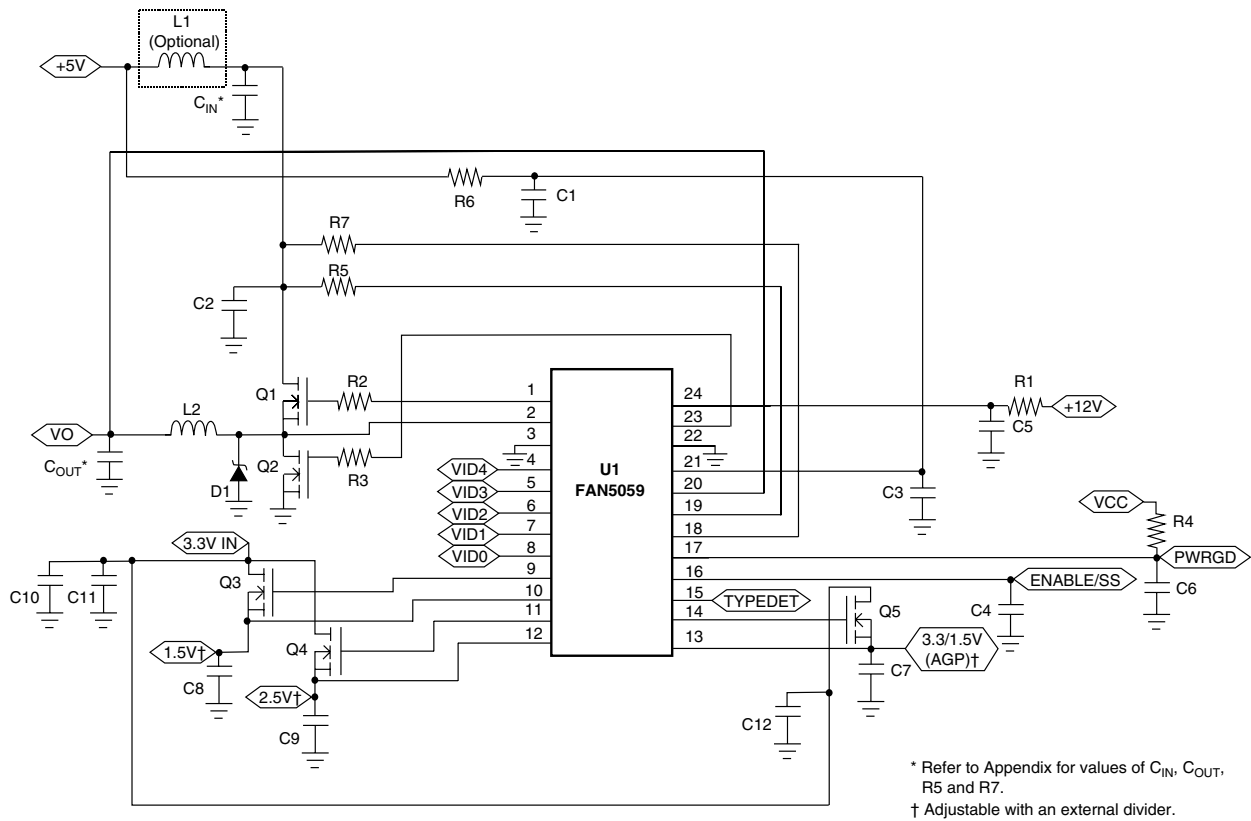 L1
(Optional)
+5V
C_IN*
R6
C1
R7
R5
C2
Q1
R2
L2
VO
C_OUT*
D1
Q2
R3
1
2
3
4
5
6
7
8
9
10
11
12
U1
FAN5059
24
23
22
21
20
19
18
17
16
15
14
13
R1
+12V
C5
C3
VID4
VID3
VID2
VID1
VID0
VCC
R4
PWRGD
C6
ENABLE/SS
C4
TYPEDET
Q5
3.3/1.5V
(AGP)†
C7
C12
3.3V IN
C10
C11
Q3
1.5V†
C8
Q4
2.5V†
C9
* Refer to Appendix for values of C_IN, C_OUT,
R5 and R7.
† Adjustable with an external divider.